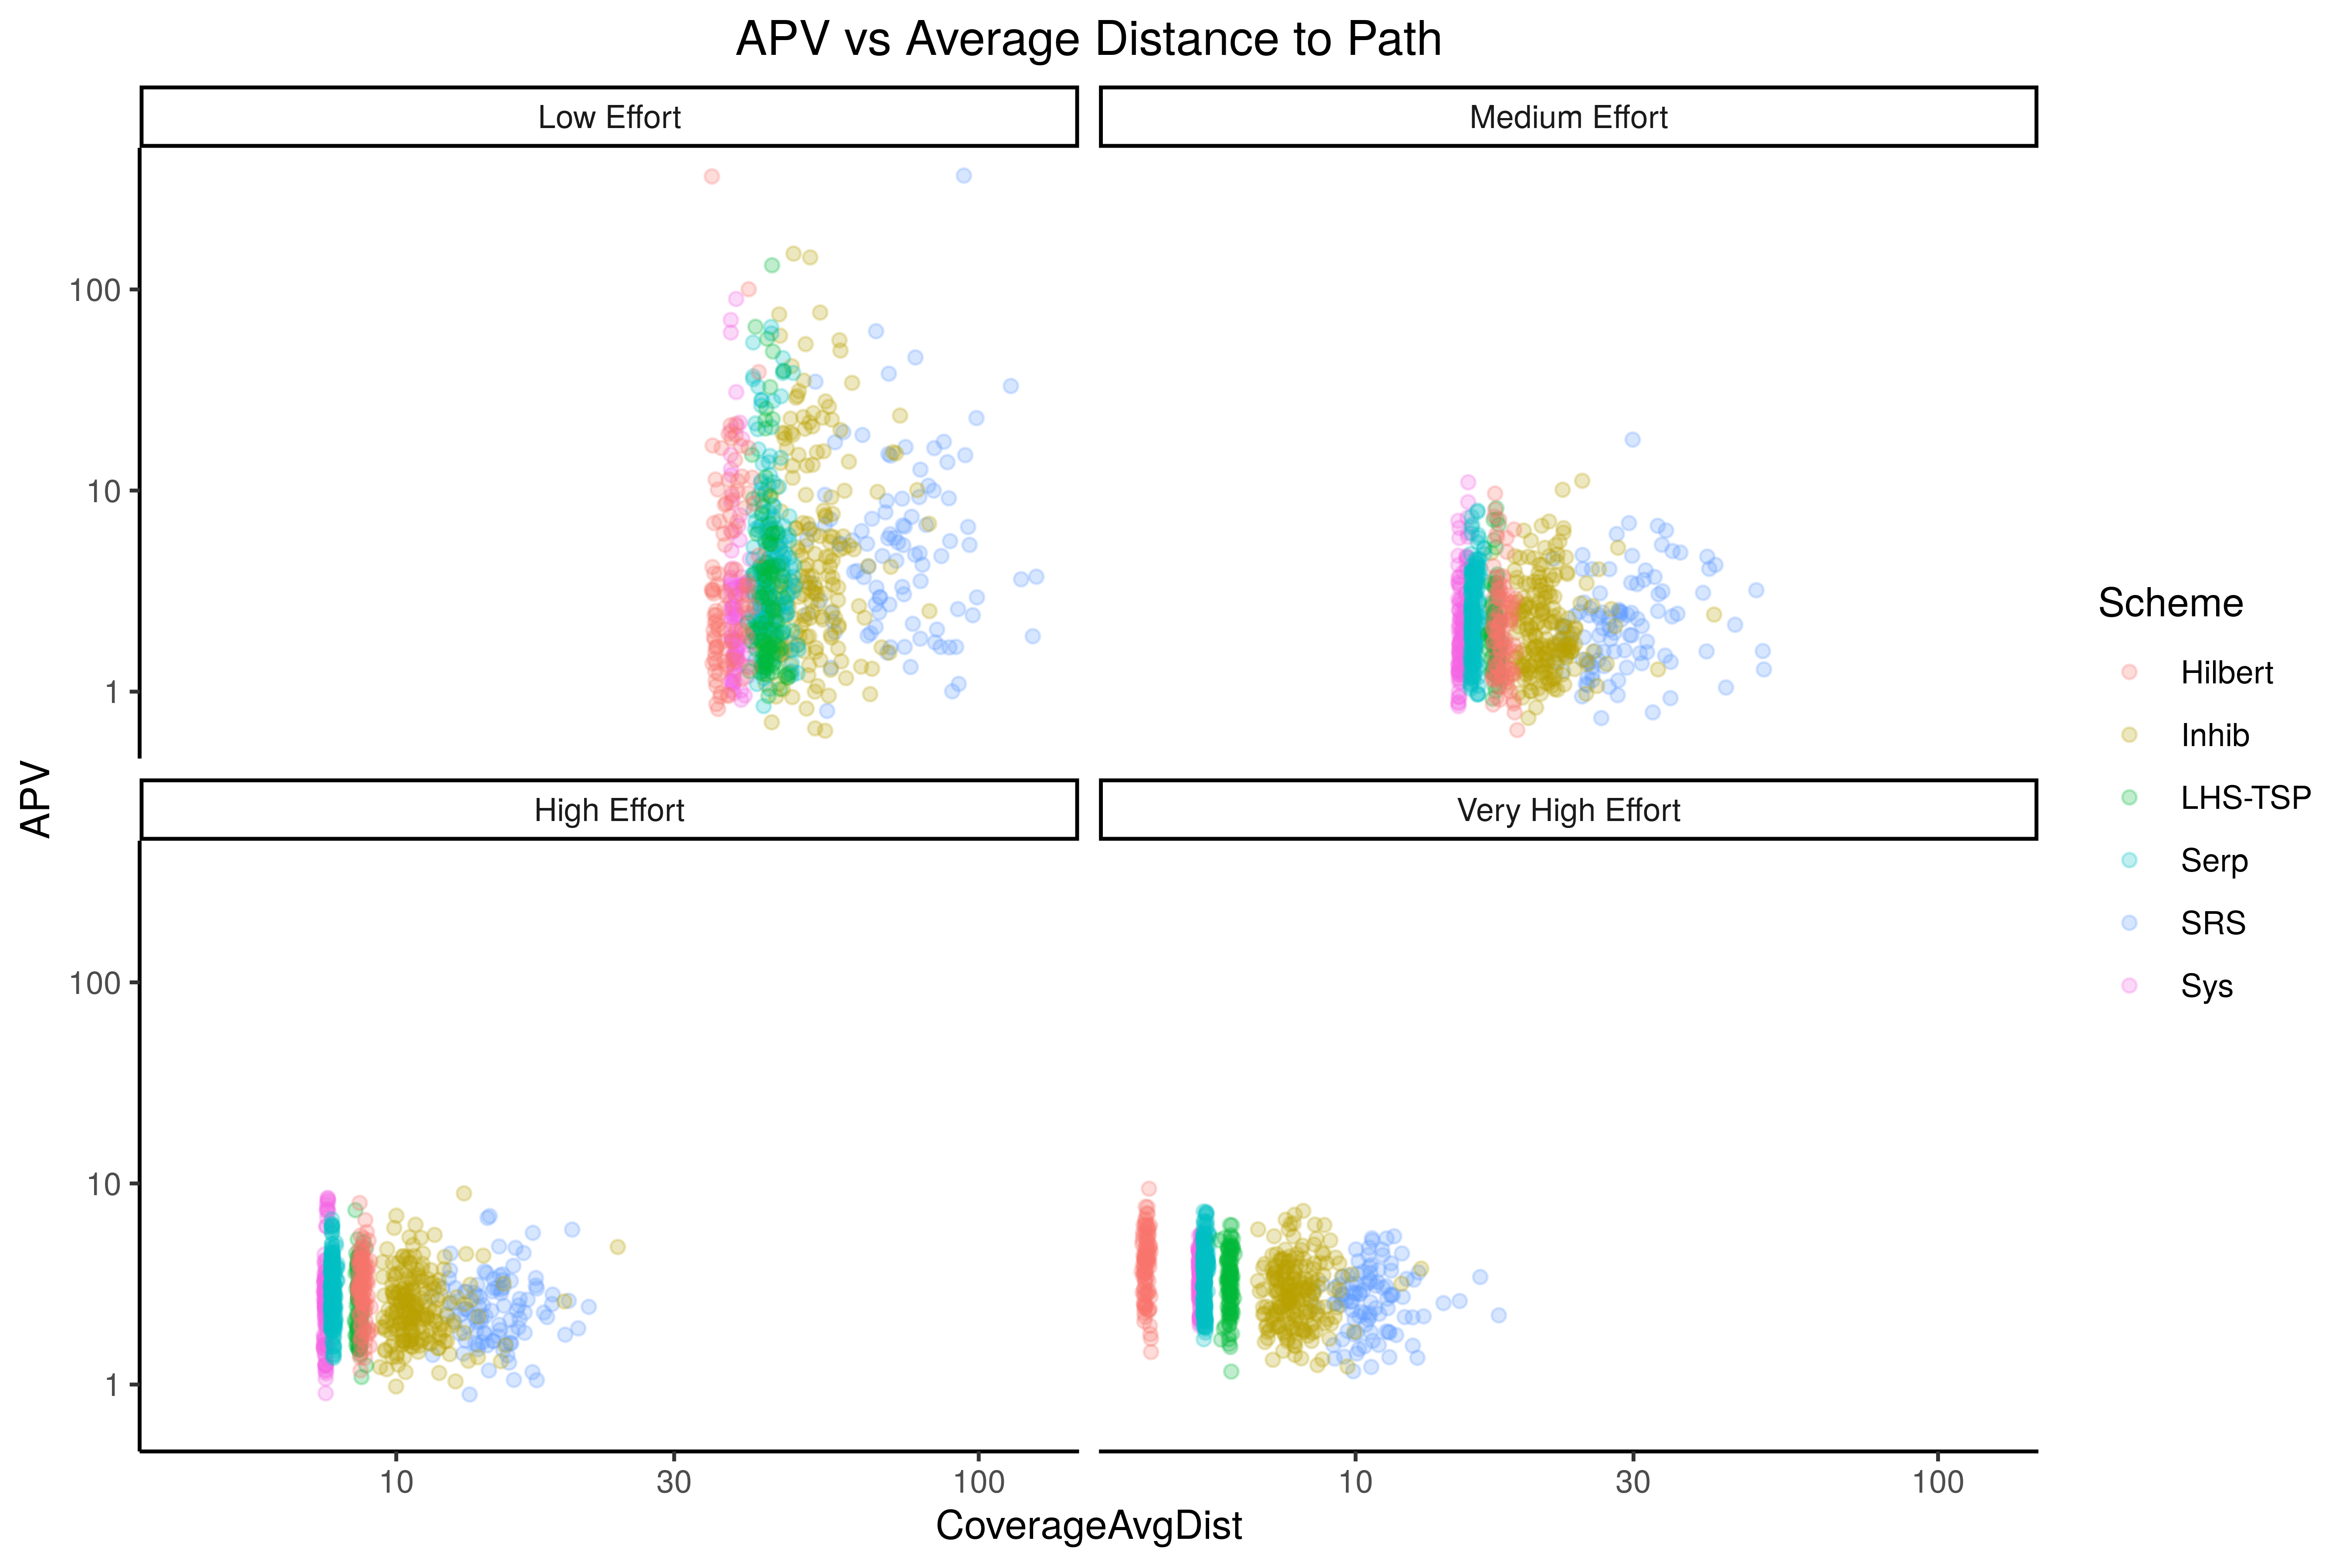 APV vs Average Distance to Path
Low Effort
Medium Effort
100
10
1
High Effort
Very High Effort
100
10
1
10
30
100
10
30
100
APV
CoverageAvgDist
Scheme
Hilbert
Inhib
LHS-TSP
Serp
SRS
Sys